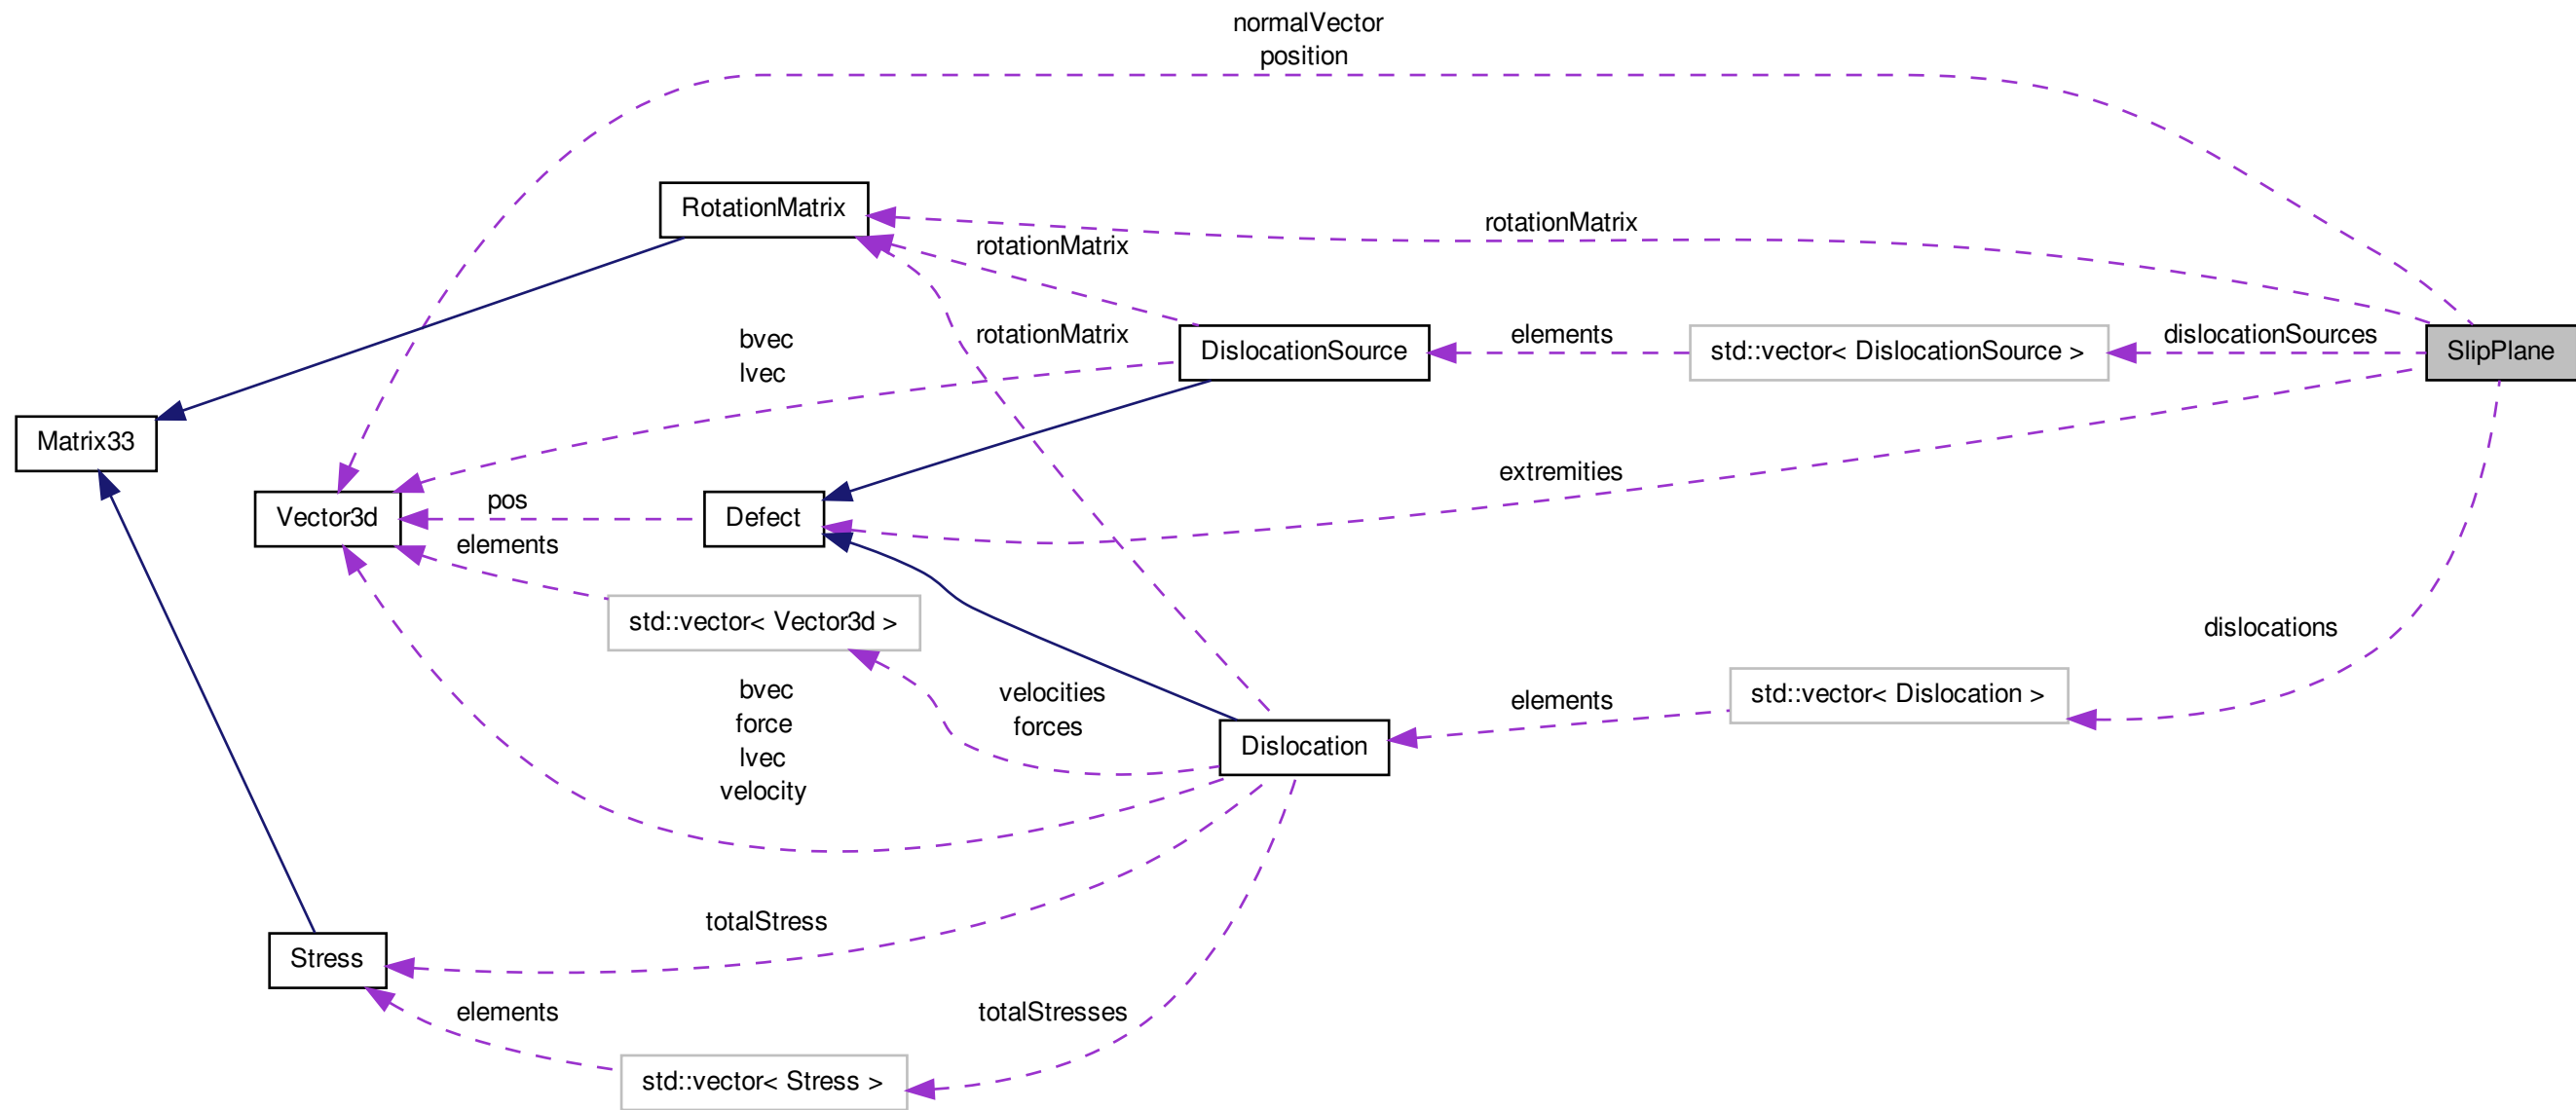 normalVector
position
RotationMatrix
rotationMatrix
rotationMatrix
bvec
lvec
rotationMatrix
DislocationSource
elements
std::vector< DislocationSource >
dislocationSources
SlipPlane
Matrix33
extremities
Vector3d
pos
Defect
elements
std::vector< Vector3d >
dislocations
bvec
force
lvec
velocity
velocities
forces
elements
std::vector< Dislocation >
Dislocation
totalStress
Stress
elements
totalStresses
std::vector< Stress >